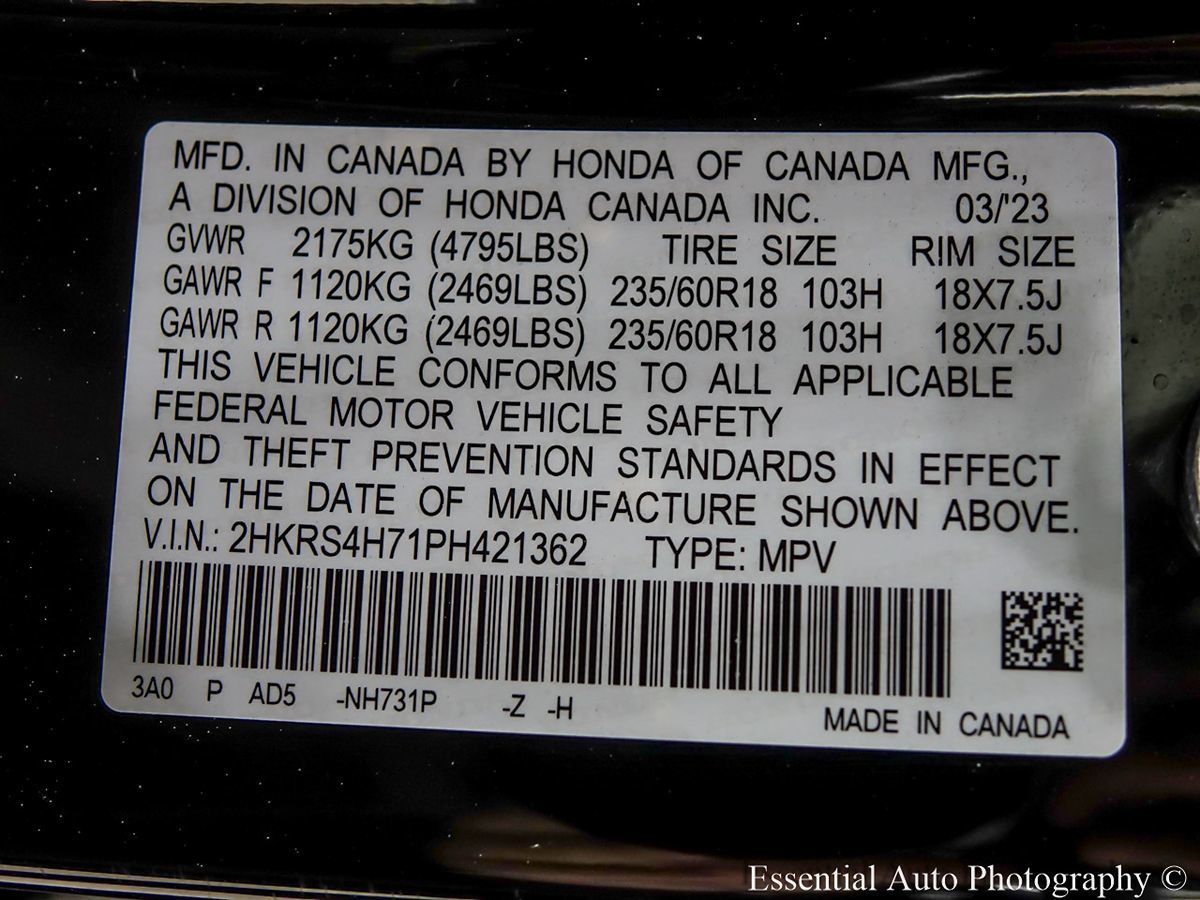 MFD. IN CANADA BY HONDA OF CANADA MFG.,
A DIVISION OF HONDA CANADA INC. 03/'23
GVWR 2175KG (4795LBS) TIRE SIZE RIM SIZE
GAWR F 1120KG (2469LBS) 235/60R18 103H 18X7.5J
GAWR R 1120KG (2469LBS) 235/60R18 103H 18X7.5J
THIS VEHICLE CONFORMS TO ALL APPLICABLE
FEDERAL MOTOR VEHICLE SAFETY
AND THEFT PREVENTION STANDARDS IN EFFECT
ON THE DATE OF MANUFACTURE SHOWN ABOVE.
V.I.N.: 2HKRS4H71PH421362 TYPE: MPV
3A0 P AD5 -NH731P -Z -H
MADE IN CANADA
Essential Auto Photography ©